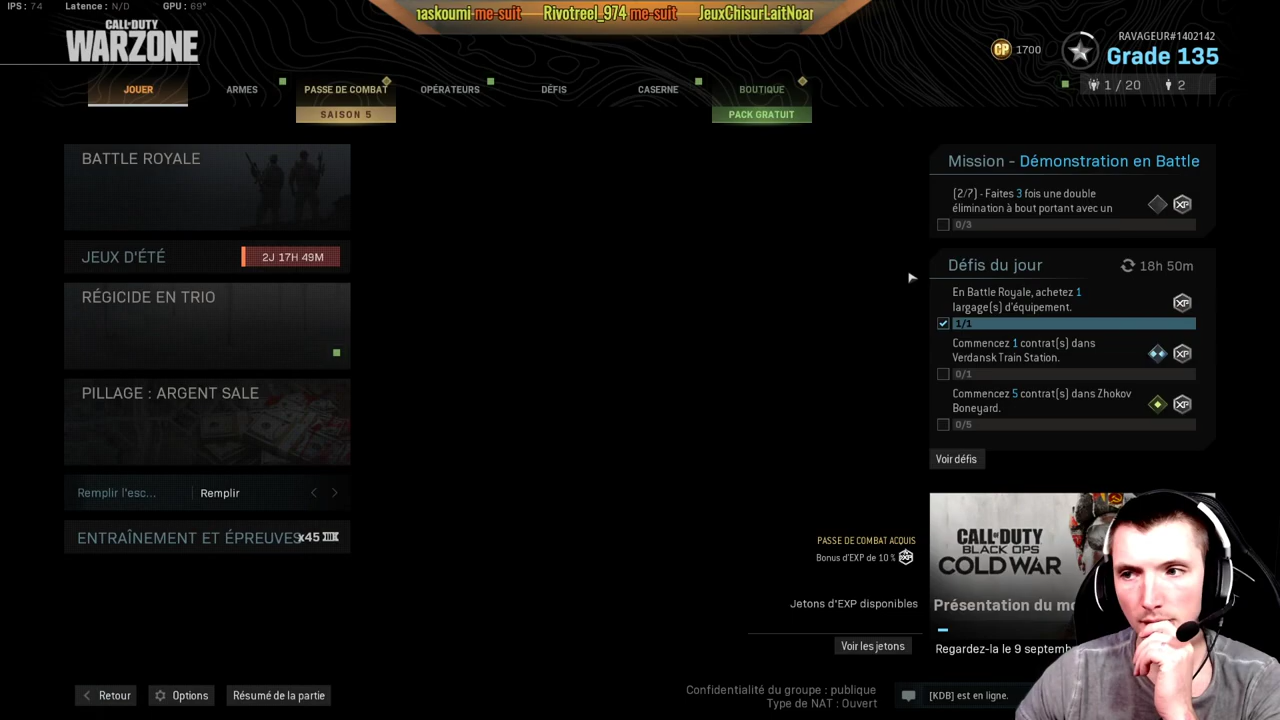 IPS : 74 Latence : N/D GPU : 69°
naskoumi me-suit Rivotreel_974 me-suit JeuxChisurLaitNoar
CALL OF DUTY
WARZONE
CP 1700
RAVAGEUR#1402142
Grade 135
1 / 20 2
JOUER
ARMES
PASSE DE COMBAT
OPÉRATEURS
DÉFIS
CASERNE
BOUTIQUE
SAISON 5
PACK GRATUIT
BATTLE ROYALE
JEUX D'ÉTÉ
2J 17H 49M
RÉGICIDE EN TRIO
PILLAGE : ARGENT SALE
Remplir l'esc... Remplir
ENTRAÎNEMENT ET ÉPREUVES x45
Mission - Démonstration en Battle
(2/7) - Faites 3 fois une double
élimination à bout portant avec un
XP
0/3
Défis du jour
18h 50m
En Battle Royale, achetez 1
largage(s) d'équipement.
XP
1/1
Commencez 1 contrat(s) dans
Verdansk Train Station.
XP
0/1
Commencez 5 contrat(s) dans Zhokov
Boneyard.
XP
0/5
Voir défis
PASSE DE COMBAT ACQUIS
Bonus d'EXP de 10 %
Jetons d'EXP disponibles
Voir les jetons
CALL OF DUTY
BLACK OPS
COLD WAR
Présentation du mo
Regardez-la le 9 septemb
Retour
Options
Résumé de la partie
Confidentialité du groupe : publique
Type de NAT : Ouvert
[KDB] est en ligne.